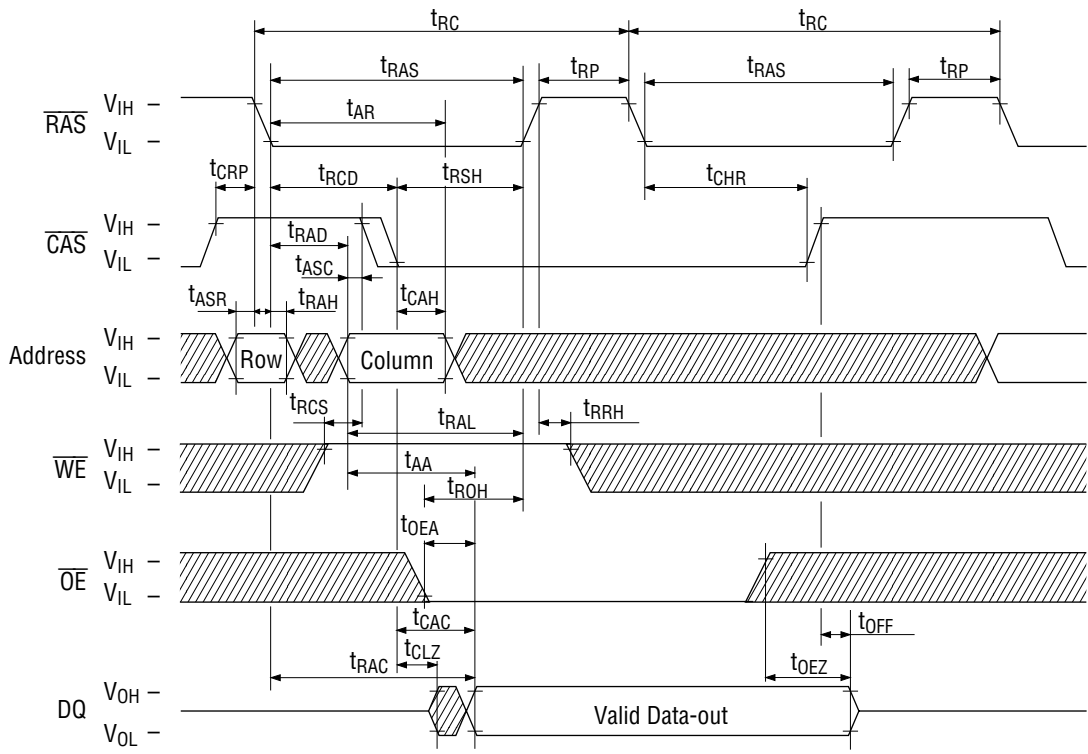 tRC tRC
tRAS tRP tRAS tRP
tAR
RAS VIH –
VIL –
tCRP tRCD tRSH tCHR
CAS VIH –
VIL –
tRAD
tASC
tASR tRAH tCAH
Address VIH –
VIL –
Row Column
tRCS tRAL tRRH
WE VIH –
VIL –
tAA
tROH
tOEA
OE VIH –
VIL –
tCAC tOFF
tCLZ
tRAC tOEZ
DQ VOH –
VOL –
Valid Data-out